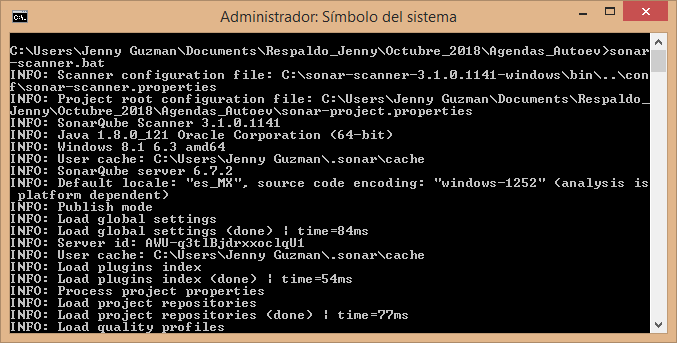 Administrador: Símbolo del sistema
C:\Users\Jenny Guzman\Documents\Respaldo_Jenny\Octubre_2018\Agendas_Autoev>sonar
-scanner.bat
INFO: Scanner configuration file: C:\sonar-scanner-3.1.0.1141-windows\bin\..\con
f\sonar-scanner.properties
INFO: Project root configuration file: C:\Users\Jenny Guzman\Documents\Respaldo_
Jenny\Octubre_2018\Agendas_Autoev\sonar-project.properties
INFO: SonarQube Scanner 3.1.0.1141
INFO: Java 1.8.0_121 Oracle Corporation (64-bit)
INFO: Windows 8.1 6.3 amd64
INFO: User cache: C:\Users\Jenny Guzman\.sonar\cache
INFO: SonarQube server 6.7.2
INFO: Default locale: "es_MX", source code encoding: "windows-1252" (analysis is
 platform dependent)
INFO: Publish mode
INFO: Load global settings
INFO: Load global settings (done) | time=84ms
INFO: Server id: AWU-q3tlBjdrxxoclqU1
INFO: User cache: C:\Users\Jenny Guzman\.sonar\cache
INFO: Load plugins index
INFO: Load plugins index (done) | time=54ms
INFO: Process project properties
INFO: Load project repositories
INFO: Load project repositories (done) | time=77ms
INFO: Load quality profiles